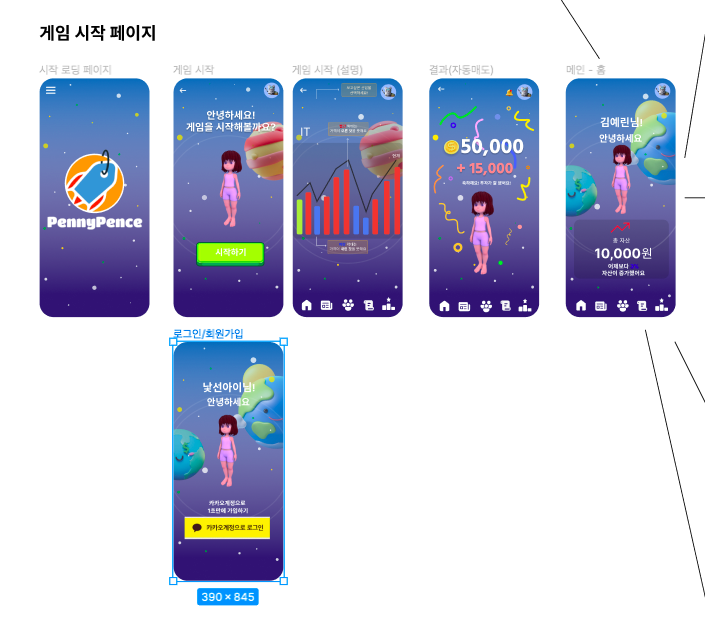 게임 시작 페이지
시작 로딩 페이지
게임 시작
게임 시작 (설명)
결과(자동매도)
메인 - 홈
PennyPence
안녕하세요!
게임을 시작해볼까요?
시작하기
IT
50,000
+ 15,000
김예린님!
안녕하세요
총 자산
10,000원
어제보다
자산이 증가했어요
로그인/회원가입
낯선아이님!
안녕하세요
카카오계정으로
1초만에 가입하기
카카오계정으로 로그인
390 × 845